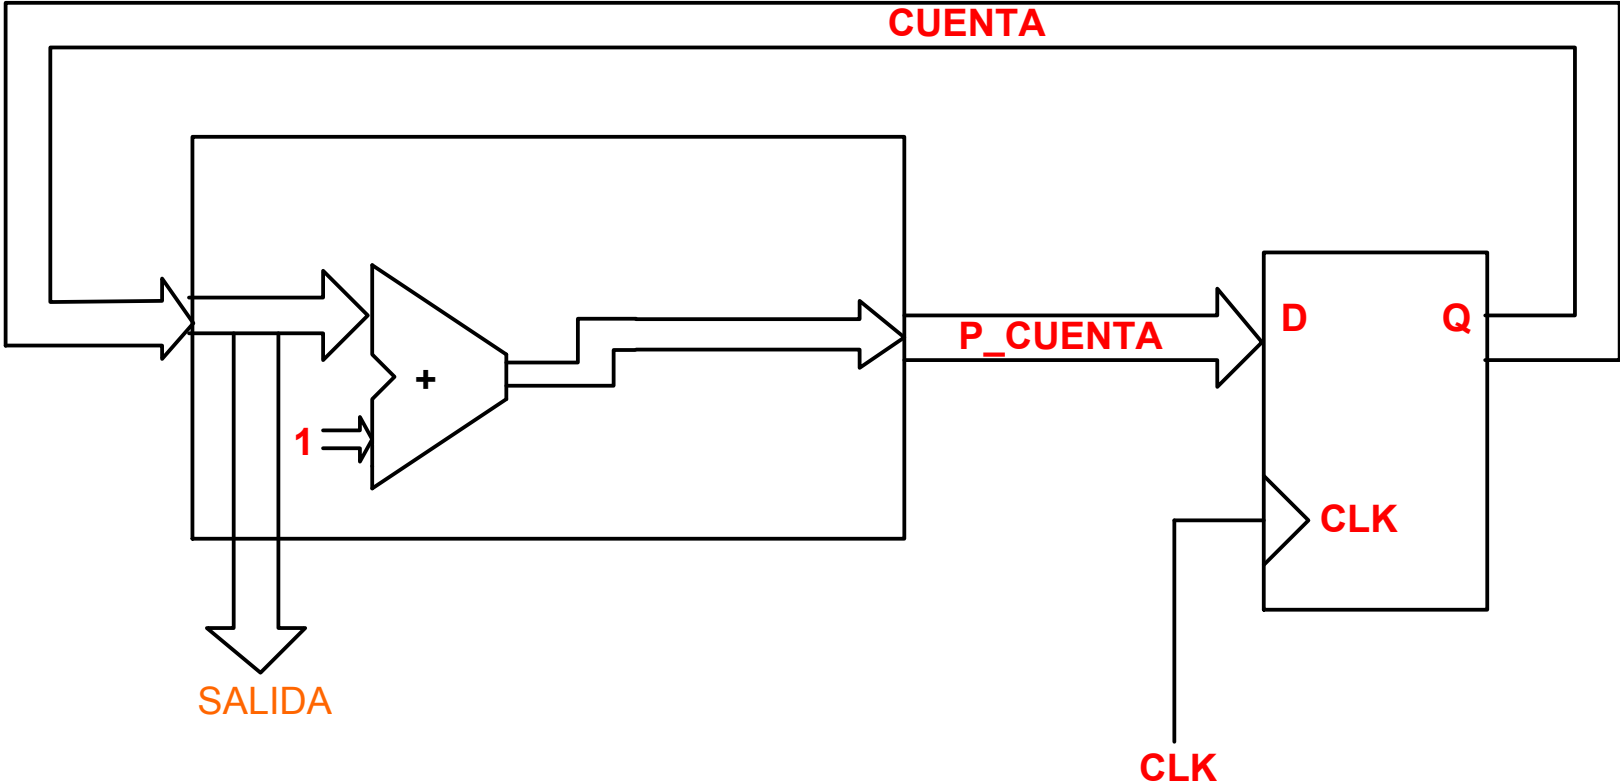 CUENTA
D
Q
P_CUENTA
+
1
CLK
SALIDA
CLK